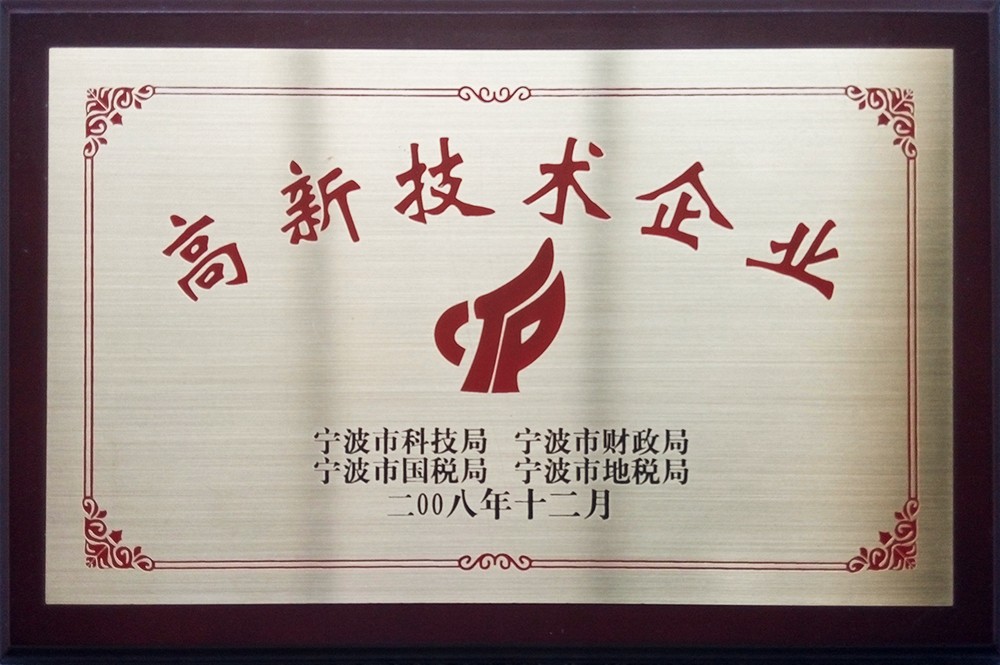 高新技术企业
宁波市科技局 宁波市财政局
宁波市国税局 宁波市地税局
二00八年十二月